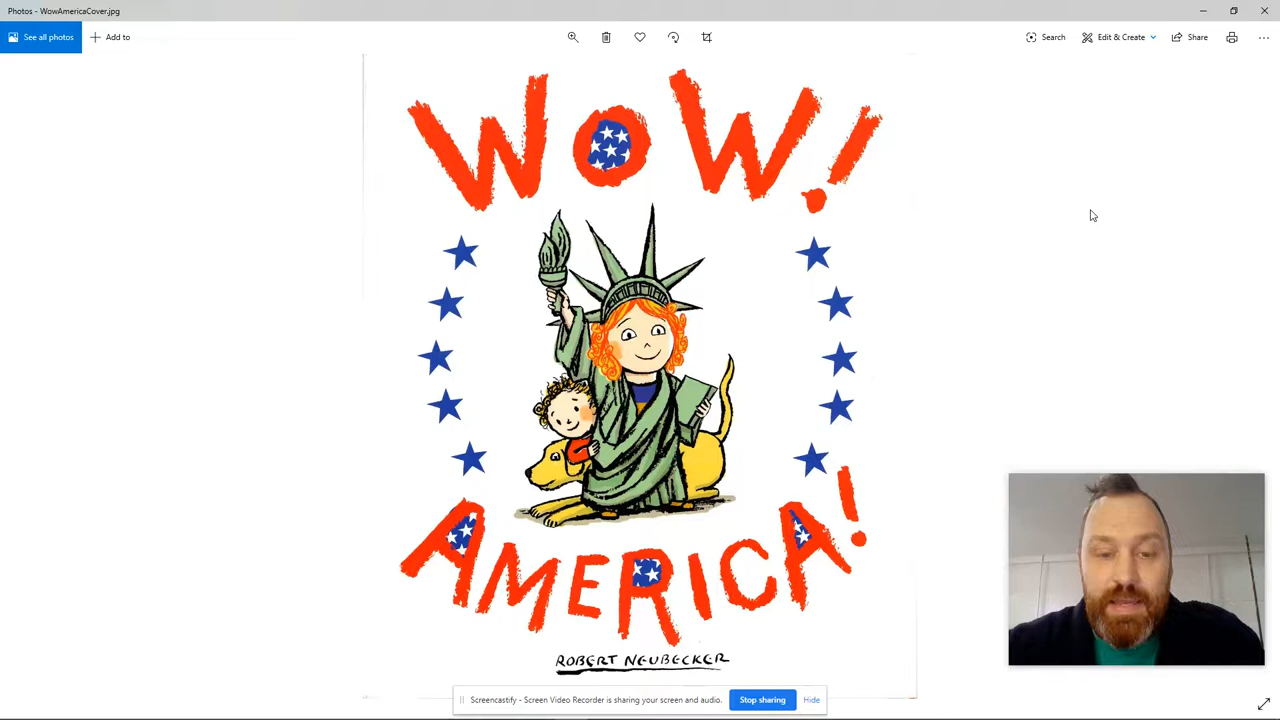 Photos - WowAmericaCover.jpg
See all photos
Add to
Search
Edit & Create
Share
WOW!
AMERICA!
ROBERT NEUBECKER
Screencastify - Screen Video Recorder is sharing your screen and audio.
Stop sharing
Hide